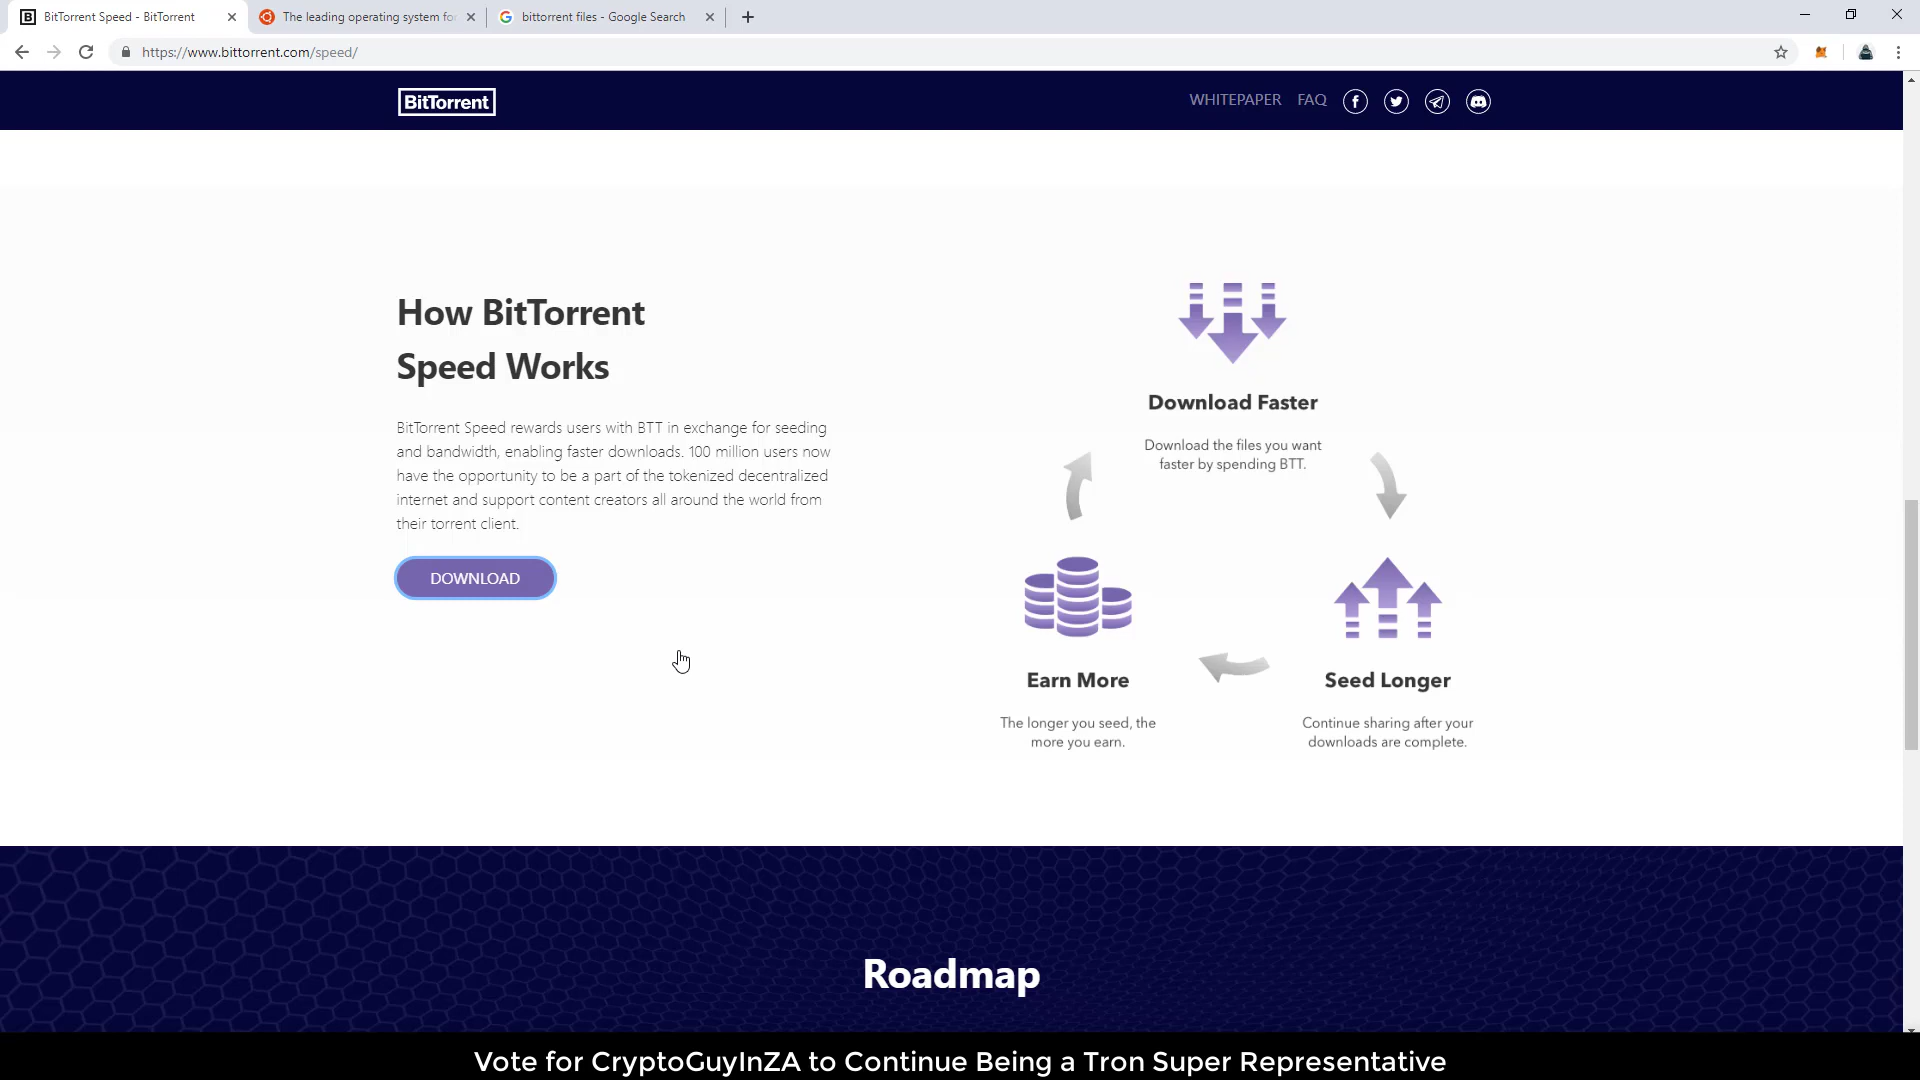 BitTorrent Speed - BitTorrent
The leading operating system for
bittorrent files - Google Search
https://www.bittorrent.com/speed/
BitTorrent
WHITEPAPER FAQ
How BitTorrent
Speed Works
BitTorrent Speed rewards users with BTT in exchange for seeding
and bandwidth, enabling faster downloads. 100 million users now
have the opportunity to be a part of the tokenized decentralized
internet and support content creators all around the world from
their torrent client.
DOWNLOAD
Download Faster
Download the files you want
faster by spending BTT.
Earn More
The longer you seed, the
more you earn.
Seed Longer
Continue sharing after your
downloads are complete.
Roadmap
Vote for CryptoGuyInZA to Continue Being a Tron Super Representative